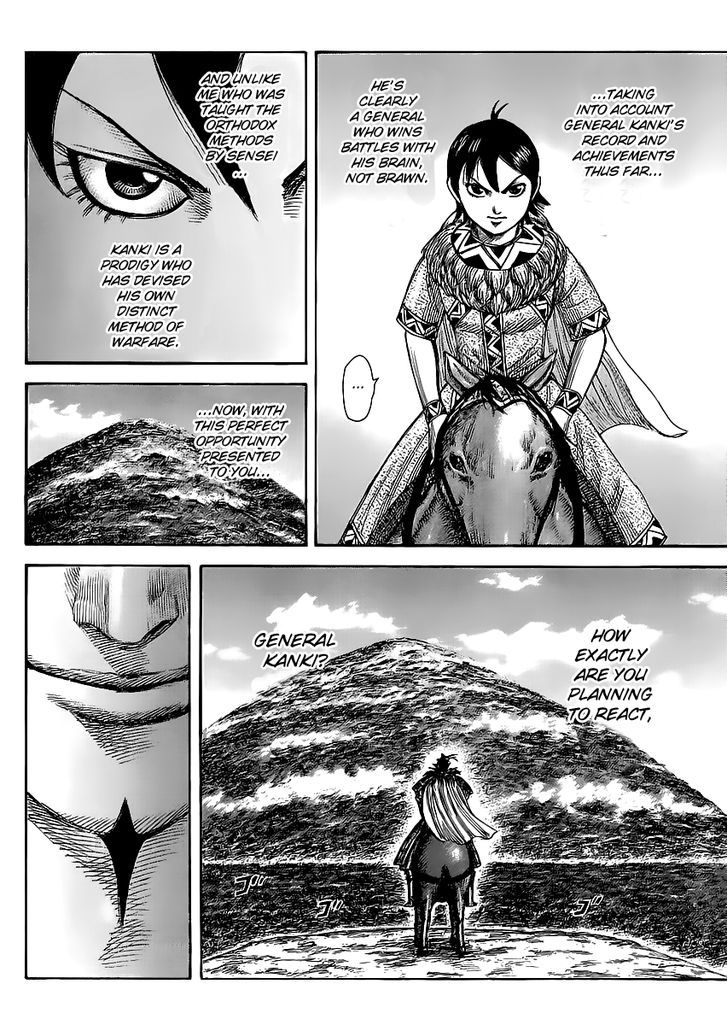 ...TAKING
INTO ACCOUNT
GENERAL KANKI'S
RECORD AND
ACHIEVEMENTS
THUS FAR...
HE'S
CLEARLY
A GENERAL
WHO WINS
BATTLES WITH
HIS BRAIN,
NOT BRAWN.
...
AND UNLIKE
ME WHO WAS
TAUGHT THE
ORTHODOX
METHODS
BY SENSEI
...
KANKI IS A
PRODIGY WHO
HAS DEVISED
HIS OWN
DISTINCT
METHOD OF
WARFARE.
...NOW, WITH
THIS PERFECT
OPPORTUNITY
PRESENTED
TO YOU...
HOW
EXACTLY
ARE YOU
PLANNING
TO REACT,
GENERAL
KANKI?
ゴ"
ゴ"
ゴ"